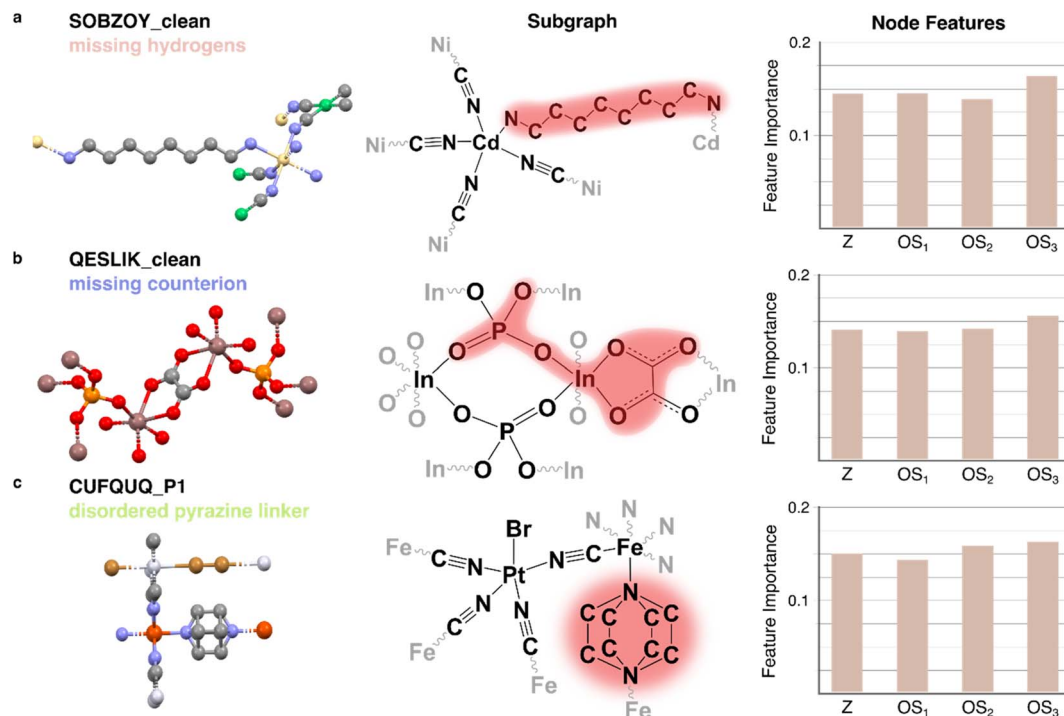 a SOBZOY_clean
missing hydrogens
Subgraph
Node Features
Ni
C
N
Ni C N
Cd
N C C C C C C C C N
Cd
N C
Ni
N
C
Ni
Feature Importance
0.2
0.1
Z OS₁ OS₂ OS₃
b QESLIK_clean
missing counterion
In O O In
P
O O
O O O O
In In
O O O O
O O O O
P
In O O In
In
Feature Importance
0.2
0.1
Z OS₁ OS₂ OS₃
c CUFQUQ_P1
disordered pyrazine linker
Br
Fe C N Pt N C Fe
N N N N
N C
Fe
N C
Fe
N
C C C C
C C C C
N
Fe
Feature Importance
0.2
0.1
Z OS₁ OS₂ OS₃